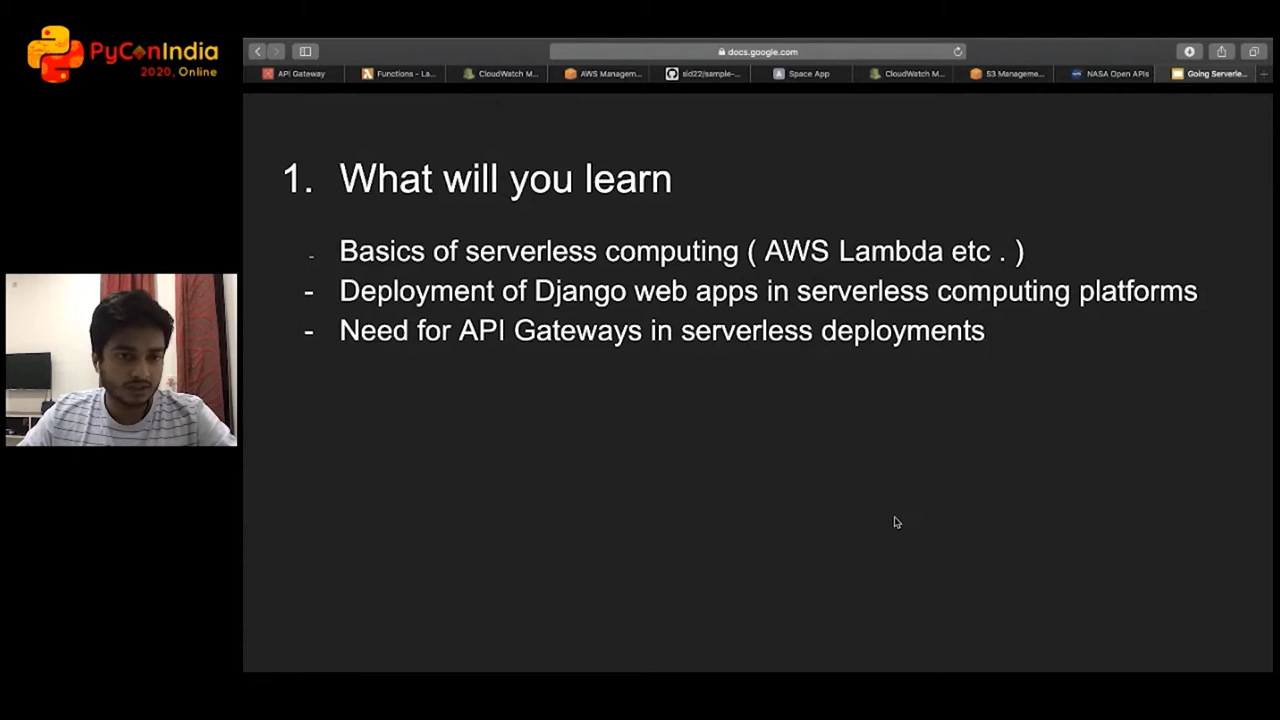 PyConIndia
2020, Online
docs.google.com
API Gateway
Functions - La...
CloudWatch M...
AWS Managem...
sid22/sample-...
Space App
CloudWatch M...
S3 Manageme...
NASA Open APIs
Going Serverle...
1. What will you learn
- Basics of serverless computing ( AWS Lambda etc . )
- Deployment of Django web apps in serverless computing platforms
- Need for API Gateways in serverless deployments